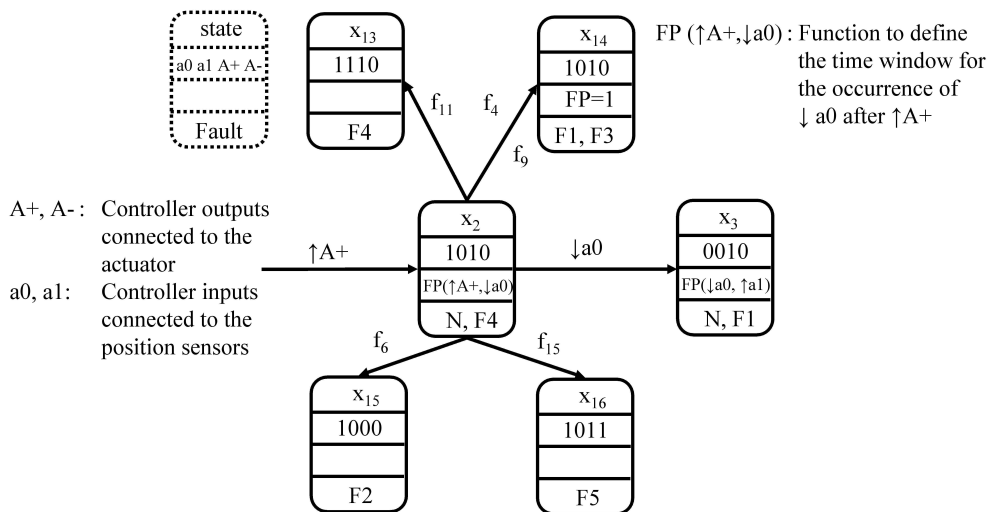 state
a0 a1 A+ A-
Fault
x13
1110
F4
x14
1010
FP=1
F1, F3
FP (↑A+,↓a0) : Function to define
the time window for
the occurrence of
↓ a0 after ↑A+
f11
f4
f9
A+, A- : Controller outputs
connected to the
actuator
a0, a1: Controller inputs
connected to the
position sensors
↑A+
x2
1010
FP(↑A+,↓a0)
N, F4
↓a0
x3
0010
FP(↓a0, ↑a1)
N, F1
f6
f15
x15
1000
F2
x16
1011
F5